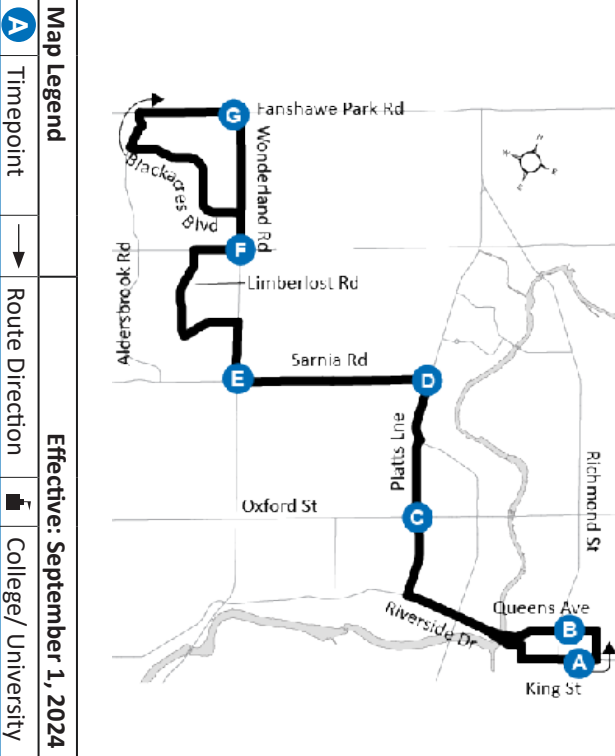 Map Legend
Effective: September 1, 2024
A
Timepoint
Route Direction
College/ University
G
Fanshawe Park Rd
Wonderland Rd
Blackacres Blvd
F
Limberlost Rd
Aldersbrook Rd
Sarnia Rd
E
D
Platts Lne
Richmond St
Oxford St
C
Riverside Dr
Queens Ave
B
A
King St